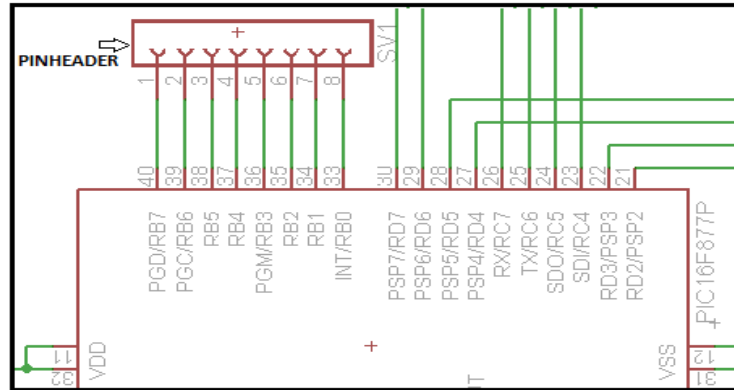 PINHEADER
SV1
1 2 3 4 5 6 7 8
40 39 38 37 36 35 34 33 30 29 28 27 26 25 24 23 22 21
PGD/RB7
PGC/RB6
RB5
RB4
PGM/RB3
RB2
RB1
INT/RB0
PSP7/RD7
PSP6/RD6
PSP5/RD5
PSP4/RD4
RX/RC7
TX/RC6
SDO/RC5
SDI/RC4
RD3/PSP3
RD2/PSP2
PIC16F877P
11
32
VDD
VSS
12
31